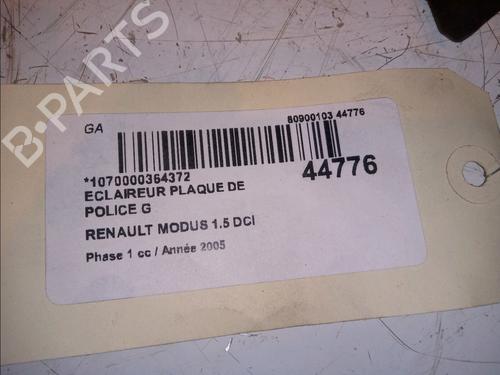 B-PARTS
GA
80900103 44776
*1070000364372
44776
ECLAIREUR PLAQUE DE
POLICE G
RENAULT MODUS 1.5 DCI
Phase 1 cc / Année 2005